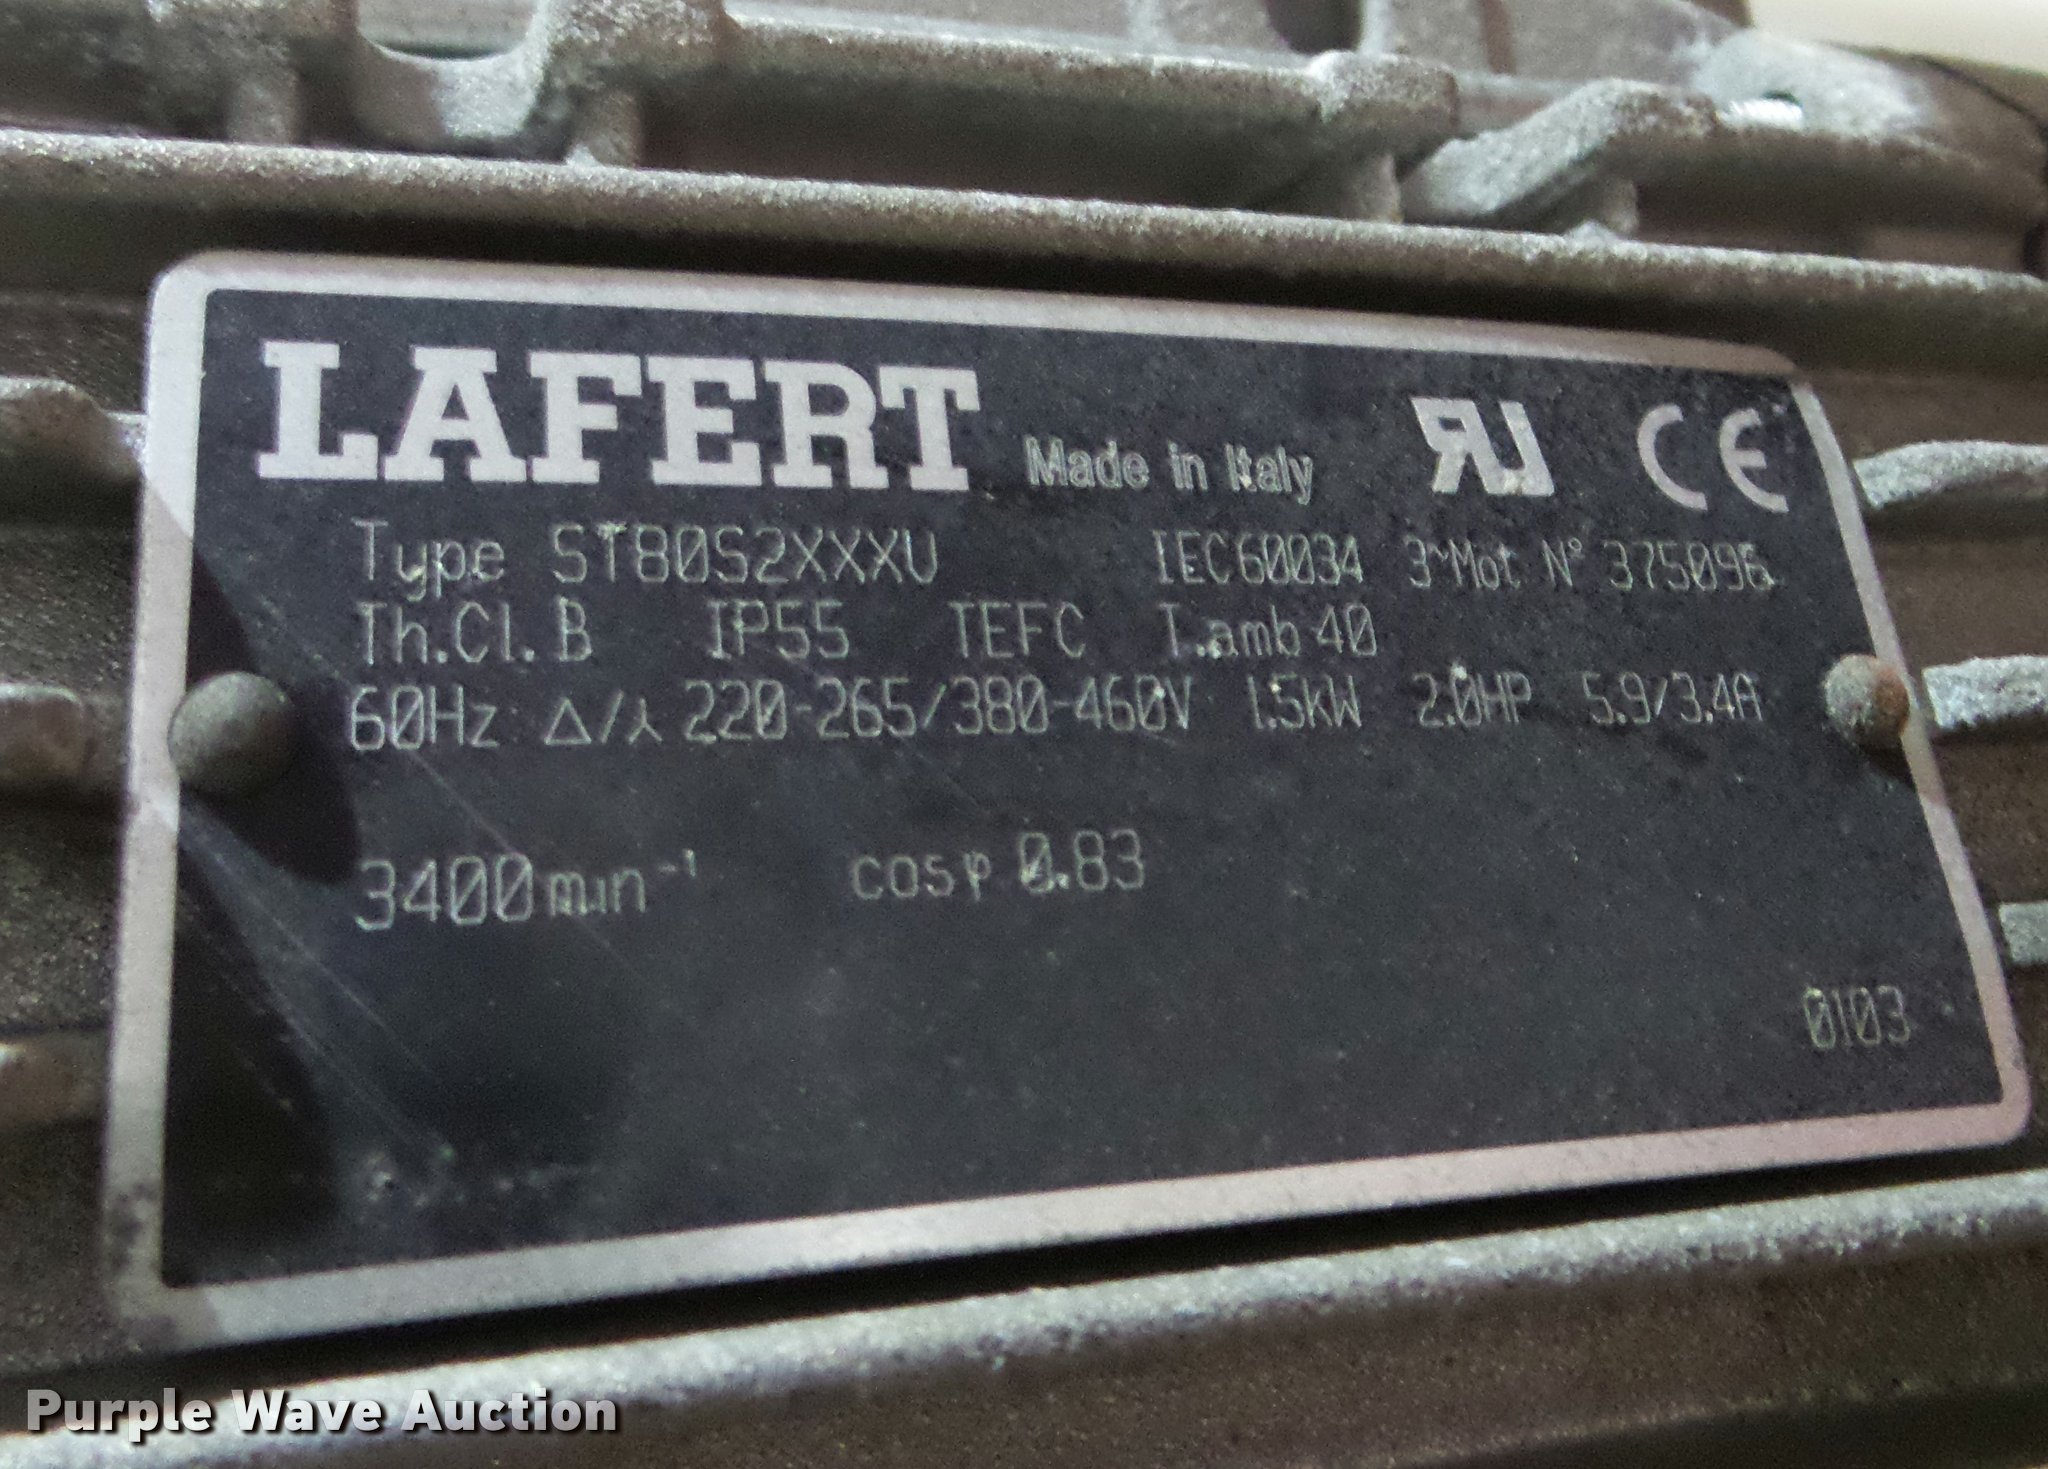 LAFERT Made in Italy RU CE
Type ST80S2XXXU IEC60034 3~Mot N° 375096
Th.Cl. B IP55 TEFC T.amb 40
60Hz Δ/⅄ 220-265/380-460V 1.5kW 2.0HP 5.9/3.4A
3400min⁻¹ cosφ 0.83
0103
Purple Wave Auction